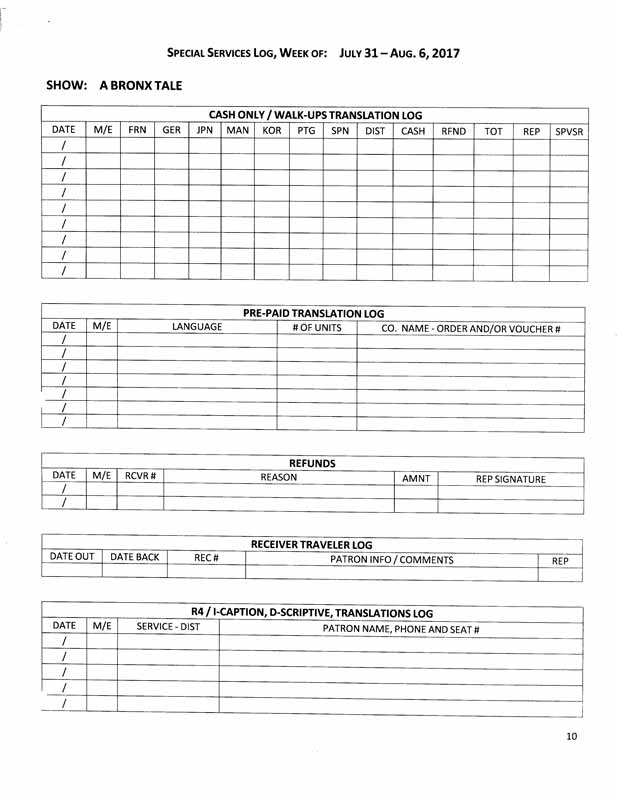 SPECIAL SERVICES LOG, WEEK OF: JULY 31 – AUG. 6, 2017
SHOW: A BRONX TALE
CASH ONLY / WALK-UPS TRANSLATION LOG
DATE M/E FRN GER JPN MAN KOR PTG SPN DIST CASH RFND TOT REP SPVSR
/
/
/
/
/
/
/
/
/
PRE-PAID TRANSLATION LOG
DATE M/E LANGUAGE # OF UNITS CO. NAME - ORDER AND/OR VOUCHER #
/
/
/
/
/
/
/
REFUNDS
DATE M/E RCVR # REASON AMNT REP SIGNATURE
/
/
RECEIVER TRAVELER LOG
DATE OUT DATE BACK REC # PATRON INFO / COMMENTS REP
R4 / I-CAPTION, D-SCRIPTIVE, TRANSLATIONS LOG
DATE M/E SERVICE - DIST PATRON NAME, PHONE AND SEAT #
/
/
/
/
/
10